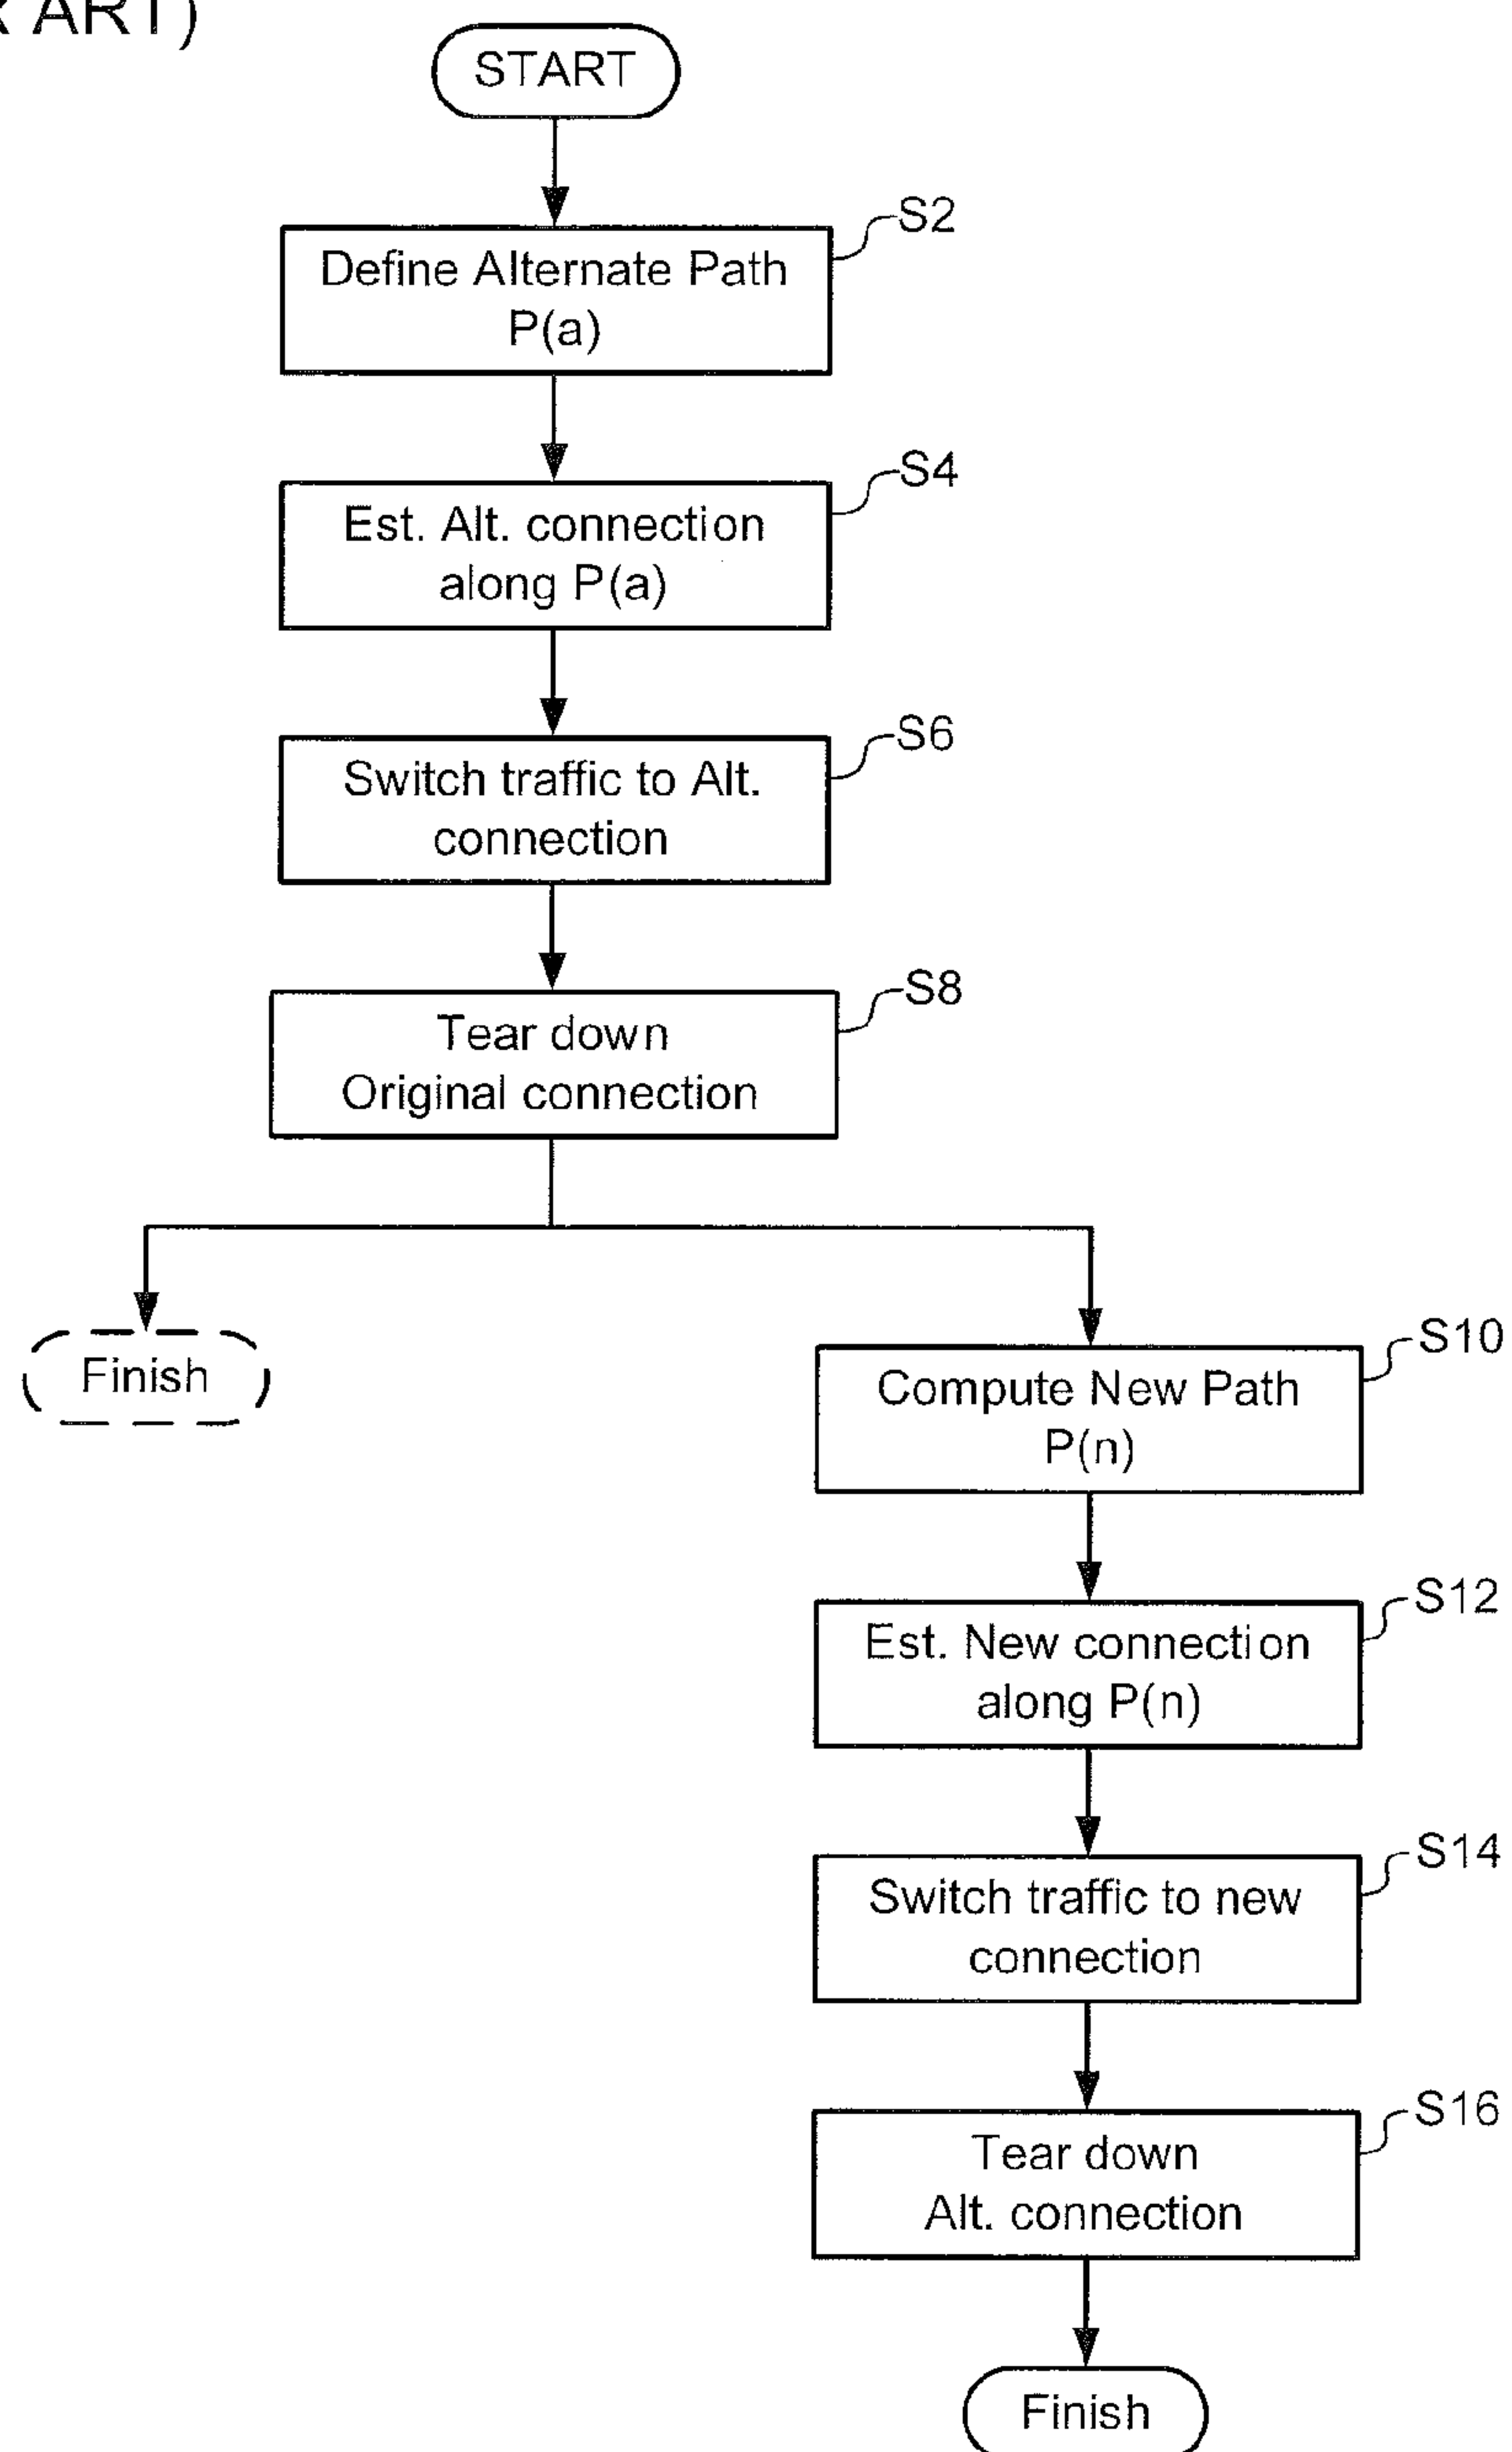 ART)
START
S2
Define Alternate Path
P(a)
S4
Est. Alt. connection
along P(a)
S6
Switch traffic to Alt.
connection
S8
Tear down
Original connection
Finish
S10
Compute New Path
P(n)
S12
Est. New connection
along P(n)
S14
Switch traffic to new
connection
S16
Tear down
Alt. connection
Finish